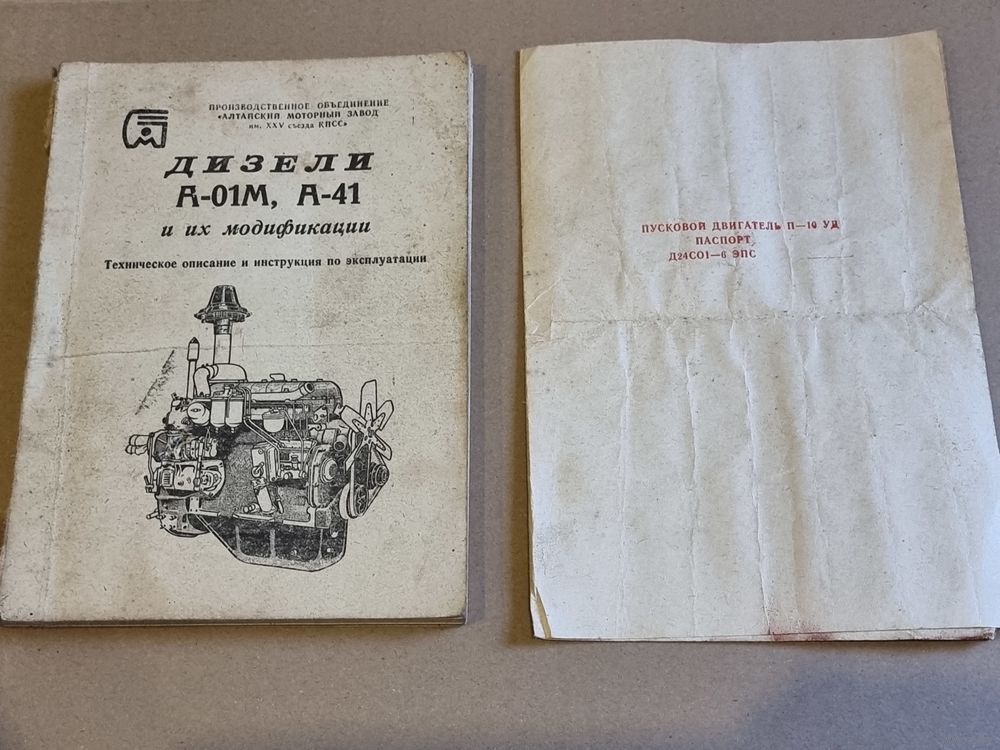 ПРОИЗВОДСТВЕННОЕ ОБЪЕДИНЕНИЕ
«АЛТАЙСКИЙ МОТОРНЫЙ ЗАВОД
им. XXV съезда КПСС»
ДИЗЕЛИ
А-01М, А-41
и их модификации
Техническое описание и инструкция по эксплуатации
ПУСКОВОЙ ДВИГАТЕЛЬ П—10 УД
ПАСПОРТ
Д24СО1—6 ЭПС